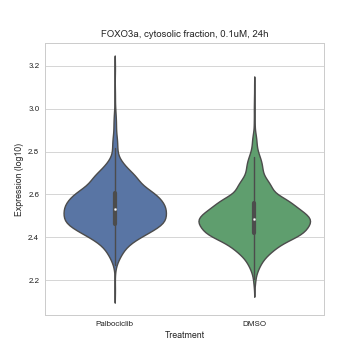 FOXO3a, cytosolic fraction, 0.1uM, 24h
3.2
3.0
2.8
2.6
2.4
2.2
Expression (log10)
Palbociclib DMSO
Treatment